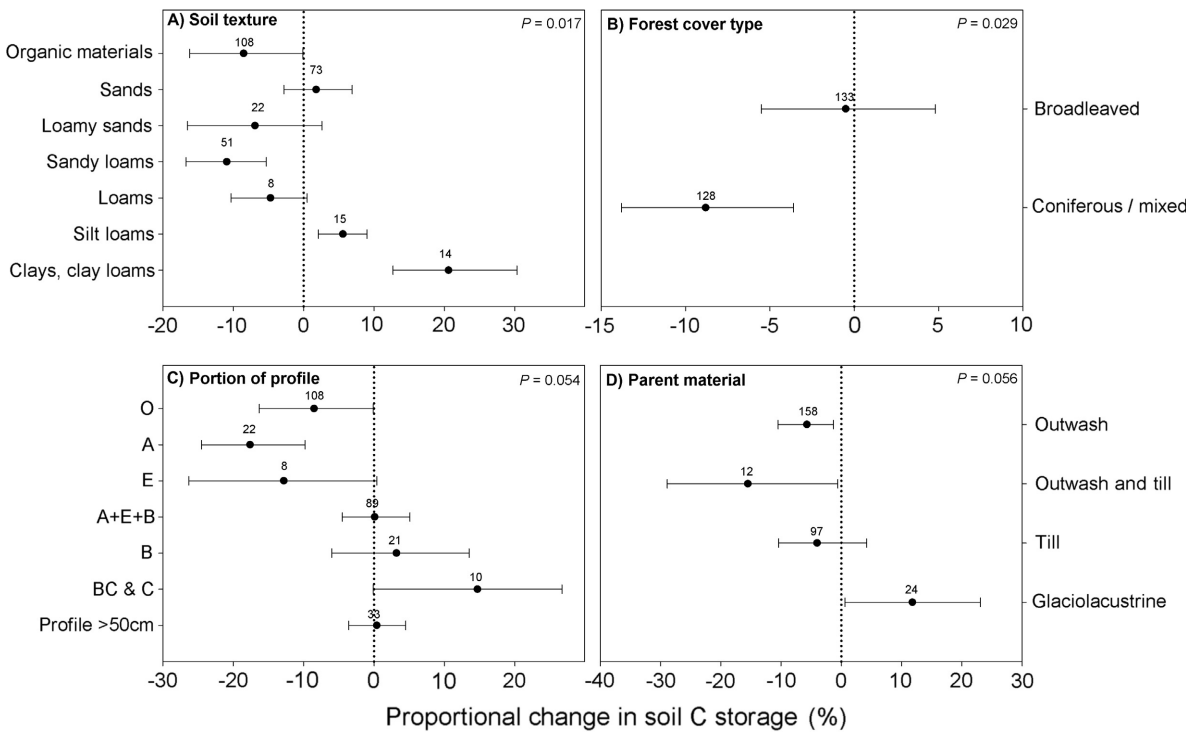 A) Soil texture
P = 0.017
Organic materials
108
Sands
73
Loamy sands
22
Sandy loams
51
Loams
8
Silt loams
15
Clays, clay loams
14
-20 -10 0 10 20 30
B) Forest cover type
P = 0.029
133
Broadleaved
128
Coniferous / mixed
-15 -10 -5 0 5 10
C) Portion of profile
P = 0.054
O
108
A
22
E
8
A+E+B
89
B
21
BC & C
10
Profile >50cm
33
-30 -20 -10 0 10 20
D) Parent material
P = 0.056
158
Outwash
12
Outwash and till
97
Till
24
Glaciolacustrine
-40 -30 -20 -10 0 10 20 30
Proportional change in soil C storage (%)